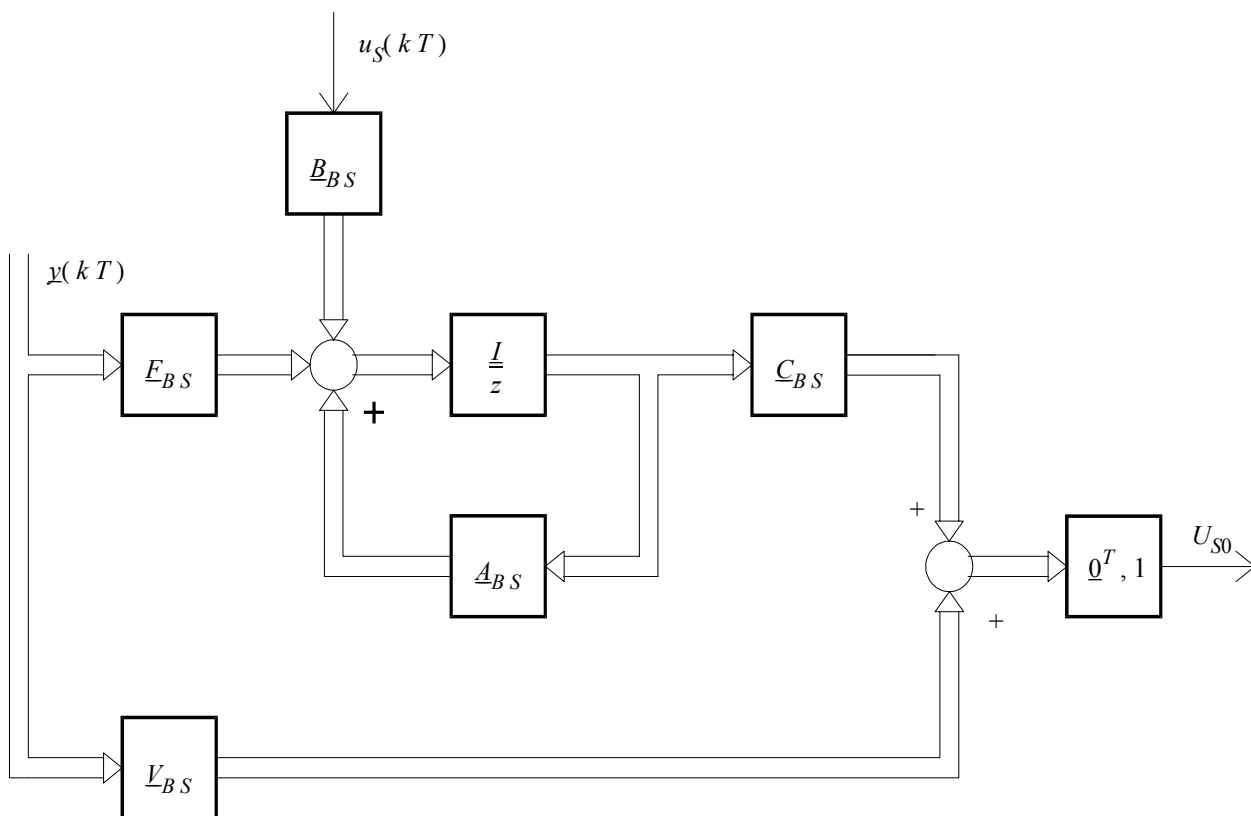 u_S(kT)
B_BS
y(kT)
F_BS
I
z
C_BS
+
A_BS
+
0^T, 1
U_S0
+
V_BS